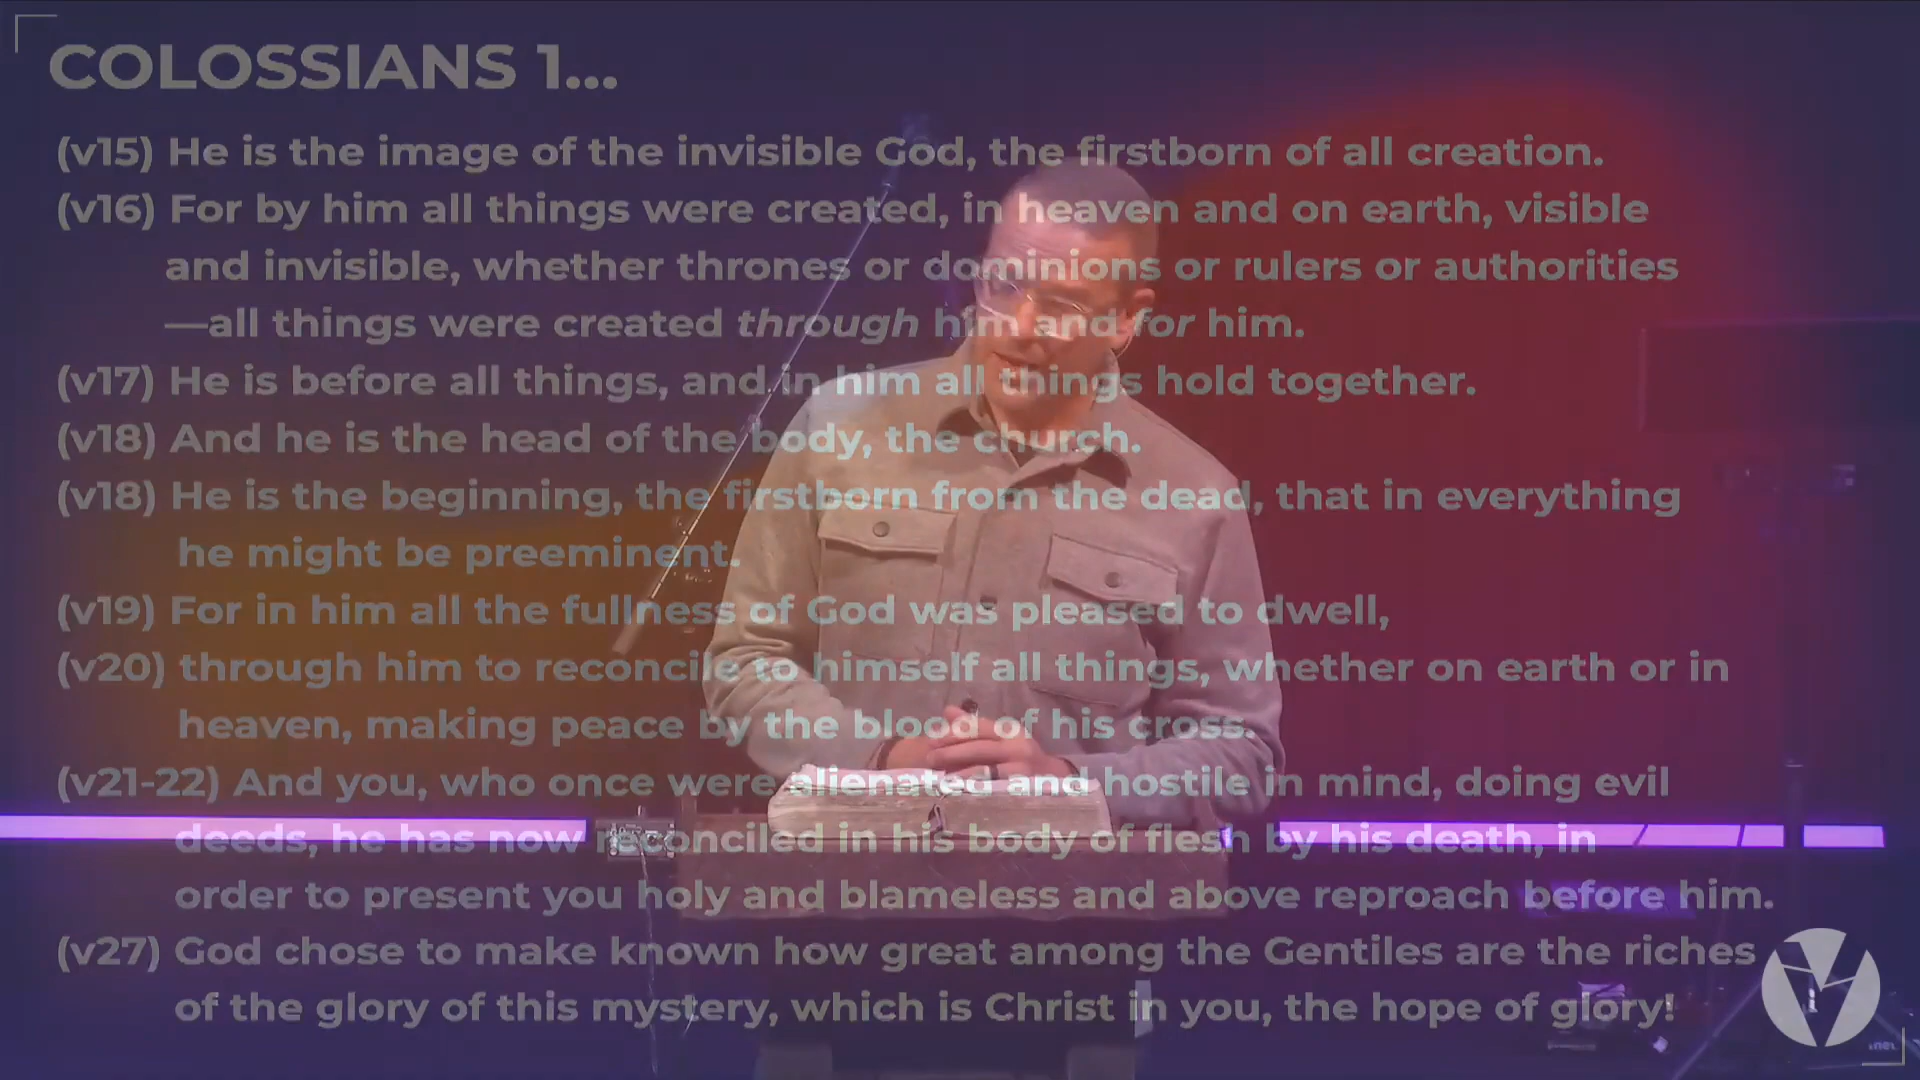 COLOSSIANS 1...
(v15) He is the image of the invisible God, the firstborn of all creation.
(v16) For by him all things were created, in heaven and on earth, visible
and invisible, whether thrones or dominions or rulers or authorities
—all things were created through him and for him.
(v17) He is before all things, and in him all things hold together.
(v18) And he is the head of the body, the church.
(v18) He is the beginning, the firstborn from the dead, that in everything
he might be preeminent.
(v19) For in him all the fullness of God was pleased to dwell,
(v20) through him to reconcile to himself all things, whether on earth or in
heaven, making peace by the blood of his cross.
(v21-22) And you, who once were alienated and hostile in mind, doing evil
deeds, he has now reconciled in his body of flesh by his death, in
order to present you holy and blameless and above reproach before him.
(v27) God chose to make known how great among the Gentiles are the riches
of the glory of this mystery, which is Christ in you, the hope of glory!